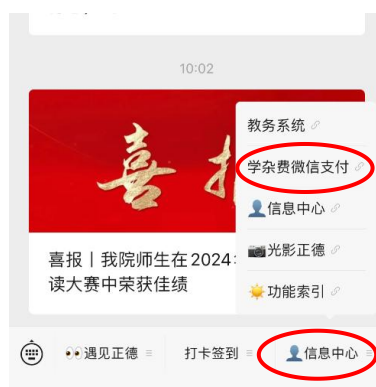 10:02
喜
教务系统
学杂费微信支付
👤信息中心
📷光影正德
☀️功能索引
喜报丨我院师生在2024
读大赛中荣获佳绩
👀遇见正德
打卡签到
👤信息中心